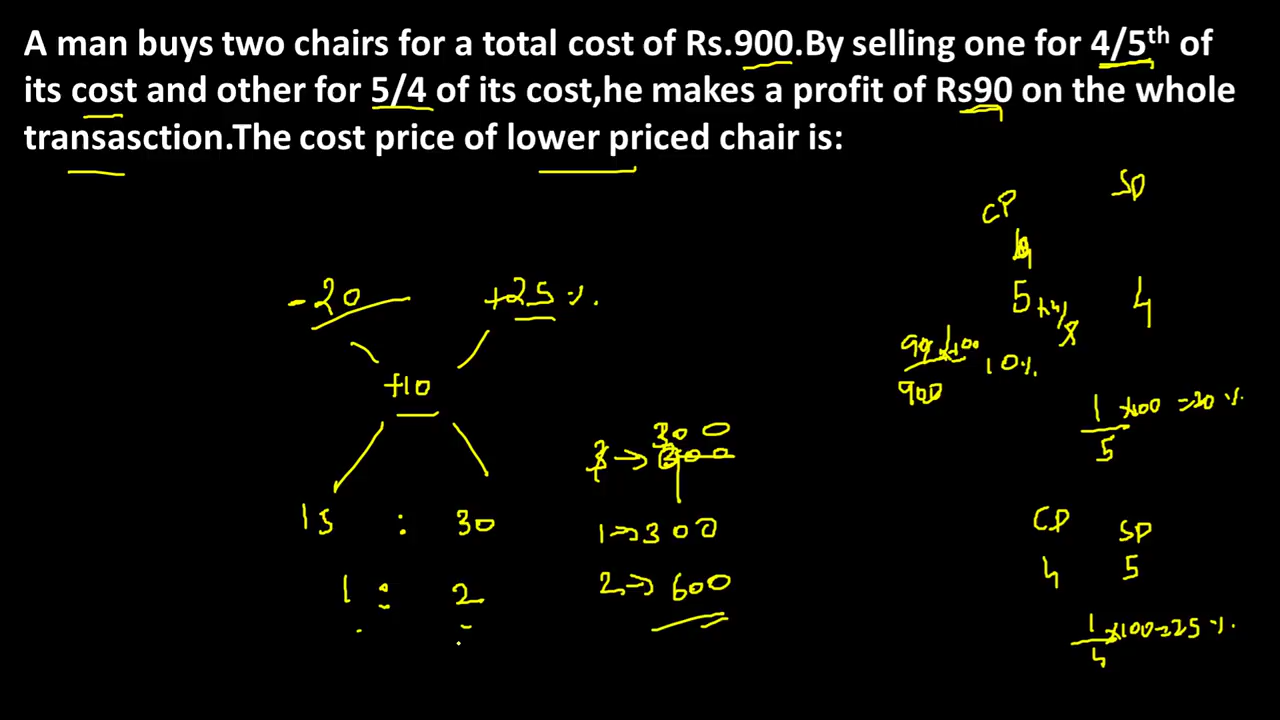 A man buys two chairs for a total cost of Rs.900.By selling one for 4/5th of
its cost and other for 5/4 of its cost,he makes a profit of Rs90 on the whole
transasction.The cost price of lower priced chair is:
CP SP
5 4
-20 +25%.
+10
10%.
900
1/5 ×100 =20%
3 → 900
300
15 : 30
1 → 300
CP SP
4 5
1 : 2
2 → 600
1/4 ×100=25%.